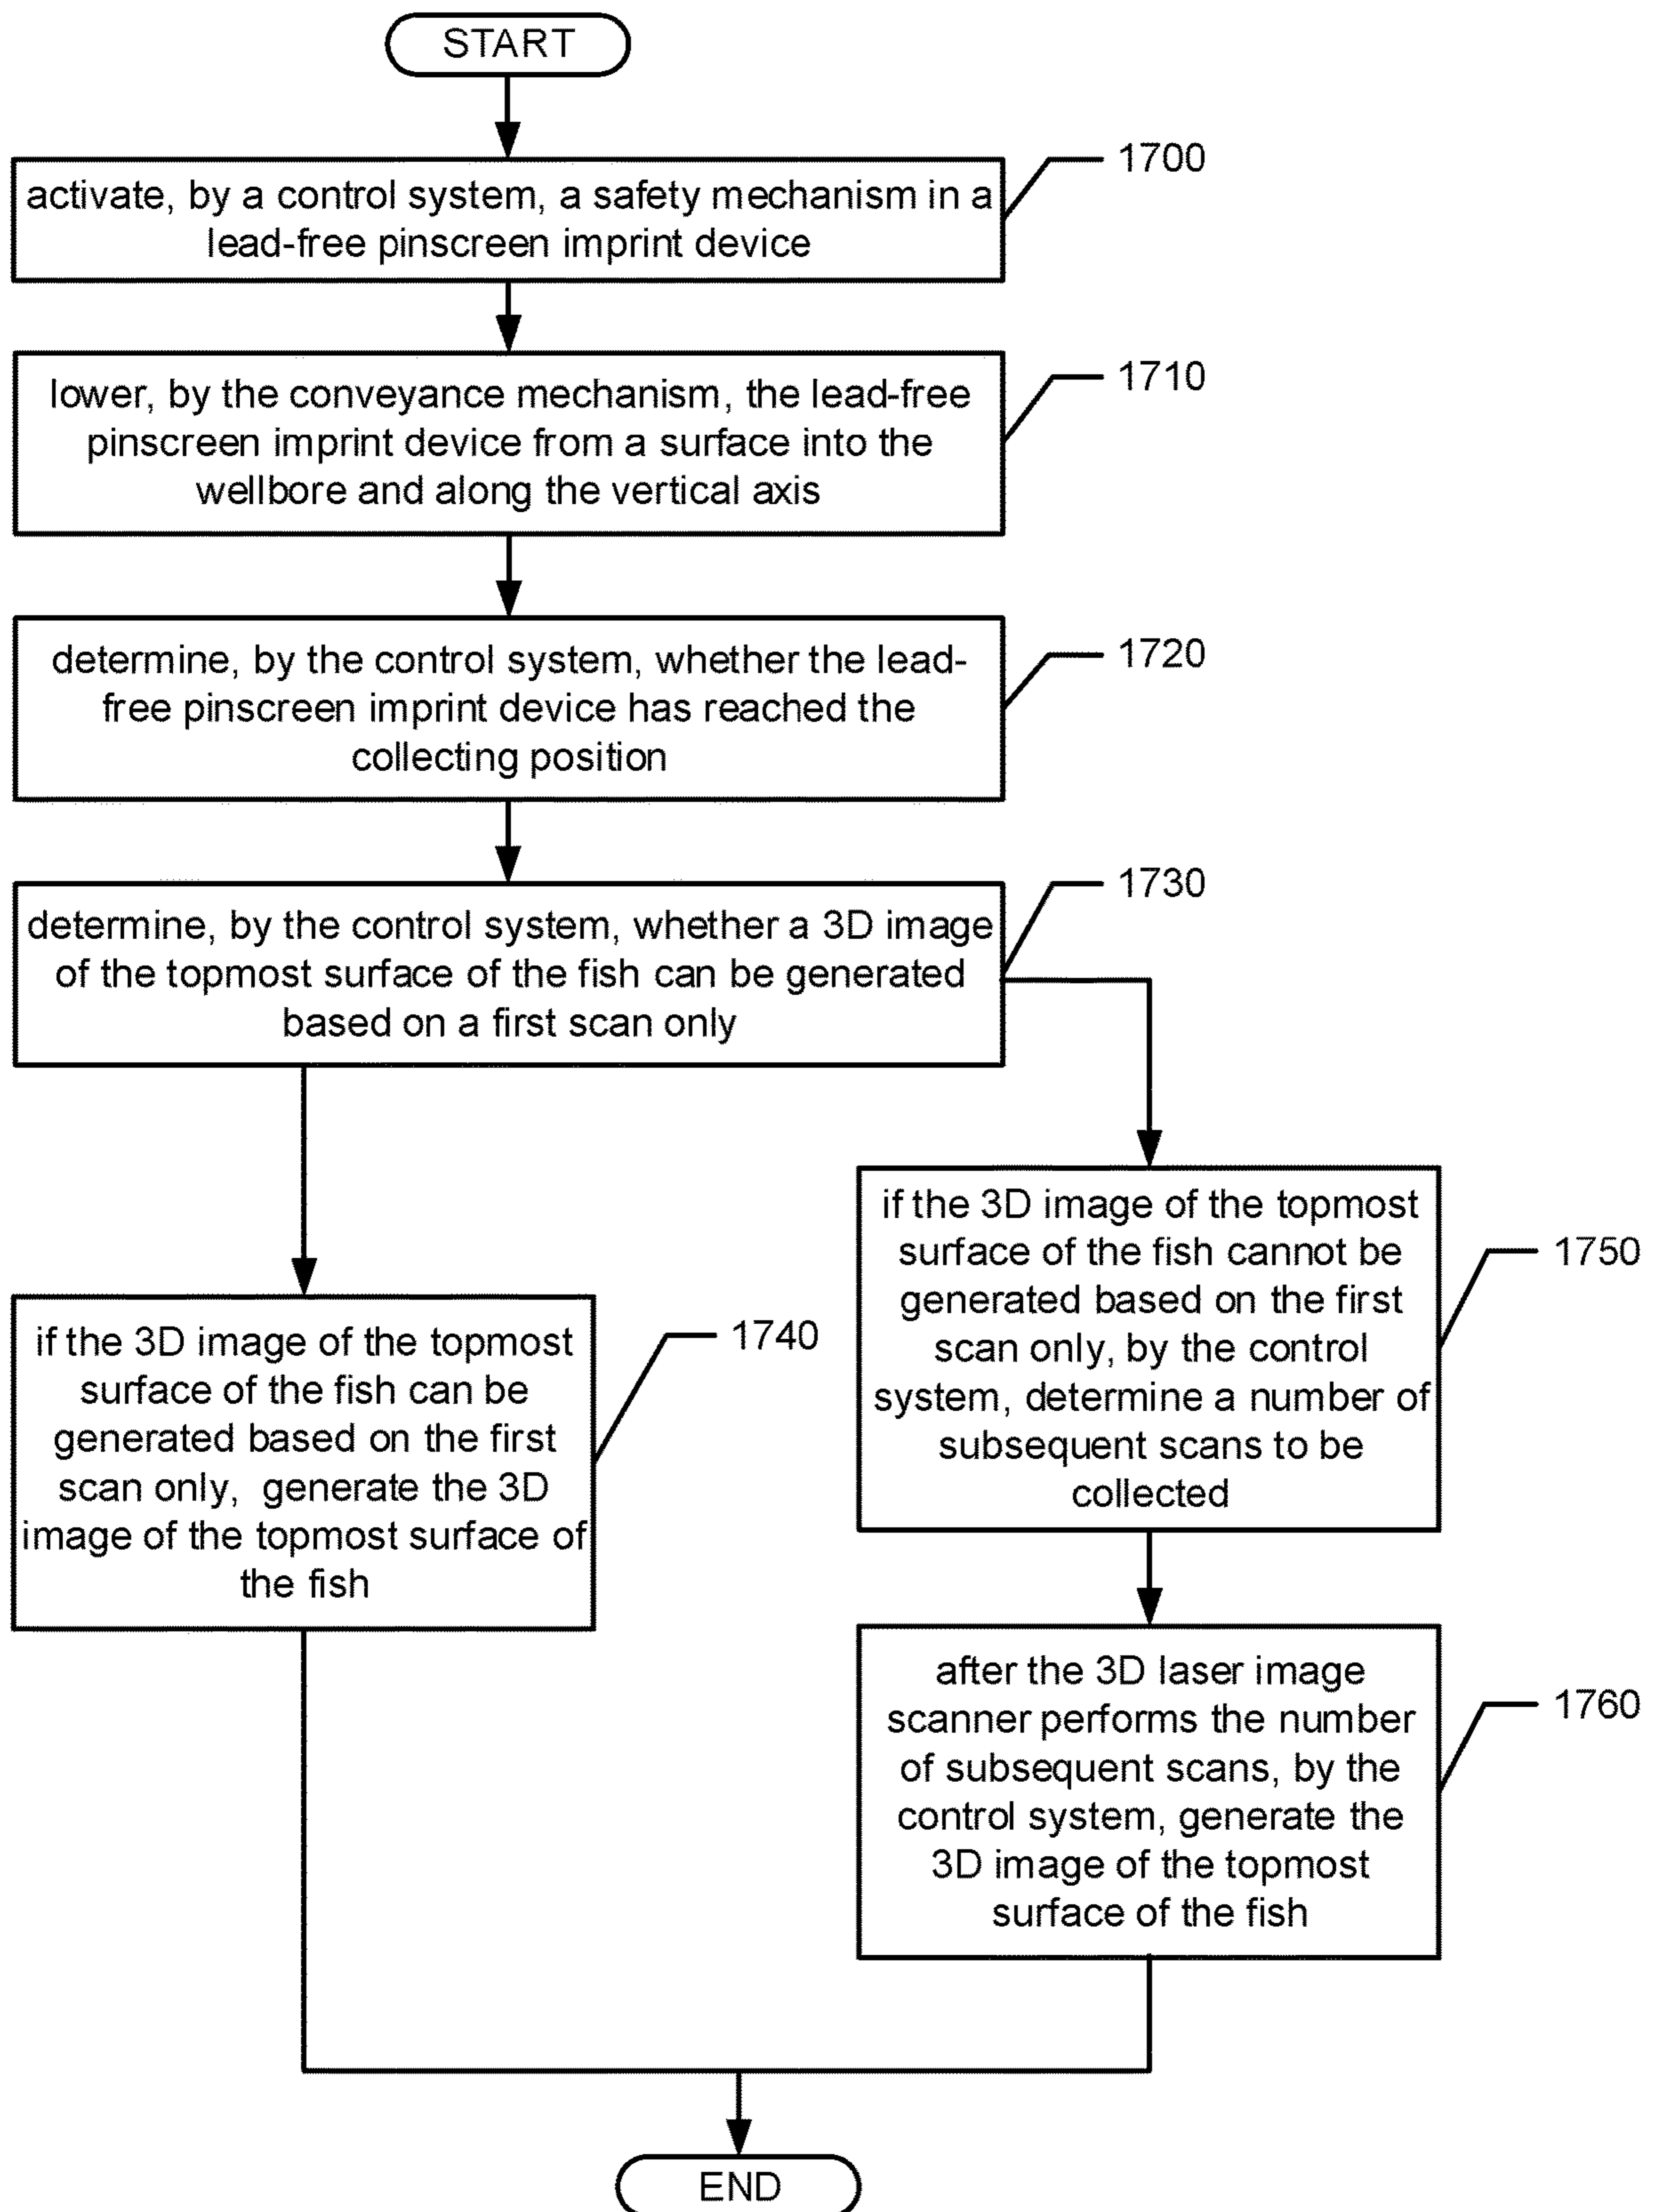 START
1700
activate, by a control system, a safety mechanism in a
lead-free pinscreen imprint device
1710
lower, by the conveyance mechanism, the lead-free
pinscreen imprint device from a surface into the
wellbore and along the vertical axis
1720
determine, by the control system, whether the lead-
free pinscreen imprint device has reached the
collecting position
1730
determine, by the control system, whether a 3D image
of the topmost surface of the fish can be generated
based on a first scan only
1740
if the 3D image of the topmost
surface of the fish can be
generated based on the first
scan only, generate the 3D
image of the topmost surface of
the fish
1750
if the 3D image of the topmost
surface of the fish cannot be
generated based on the first
scan only, by the control
system, determine a number of
subsequent scans to be
collected
1760
after the 3D laser image
scanner performs the number
of subsequent scans, by the
control system, generate the
3D image of the topmost
surface of the fish
END